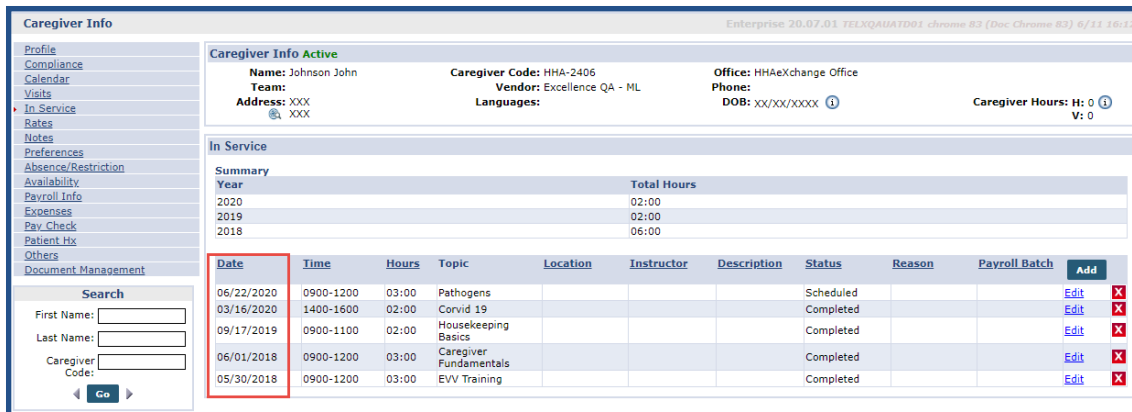 Caregiver Info
Enterprise 20.07.01 TELXQAUATD01 chrome 83 (Doc Chrome 83) 6/11 16:12
Profile
Compliance
Calendar
Visits
In Service
Rates
Notes
Preferences
Absence/Restriction
Availability
Payroll Info
Expenses
Pay Check
Patient Hx
Others
Document Management
Search
First Name:
Last Name:
Caregiver
Code:
Go
Caregiver Info Active
Name: Johnson John Caregiver Code: HHA-2406 Office: HHAeXchange Office
Team: Vendor: Excellence QA - ML Phone:
Address: XXX Languages: DOB: XX/XX/XXXX Caregiver Hours: H: 0
XXX V: 0
In Service
Summary
Year Total Hours
2020 02:00
2019 02:00
2018 06:00
Date Time Hours Topic Location Instructor Description Status Reason Payroll Batch Add
06/22/2020 0900-1200 03:00 Pathogens Scheduled Edit X
03/16/2020 1400-1600 02:00 Corvid 19 Completed Edit X
09/17/2019 0900-1100 02:00 Housekeeping Basics Completed Edit X
06/01/2018 0900-1200 03:00 Caregiver Fundamentals Completed Edit X
05/30/2018 0900-1200 03:00 EVV Training Completed Edit X